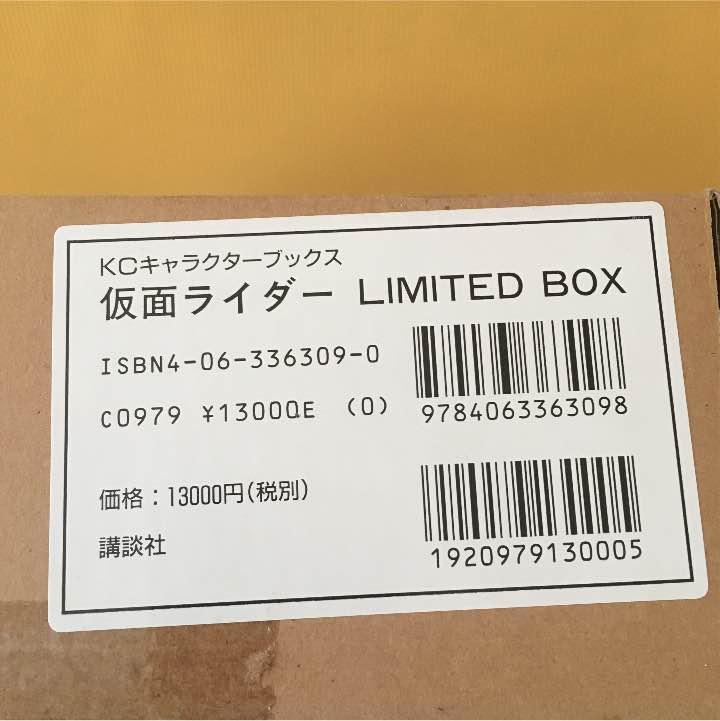 KCキャラクターブックス
仮面ライダー LIMITED BOX
ISBN4-06-336309-0
C0979 ¥13000E (0)
9784063363098
価格:13000円(税別)
講談社
1920979130005